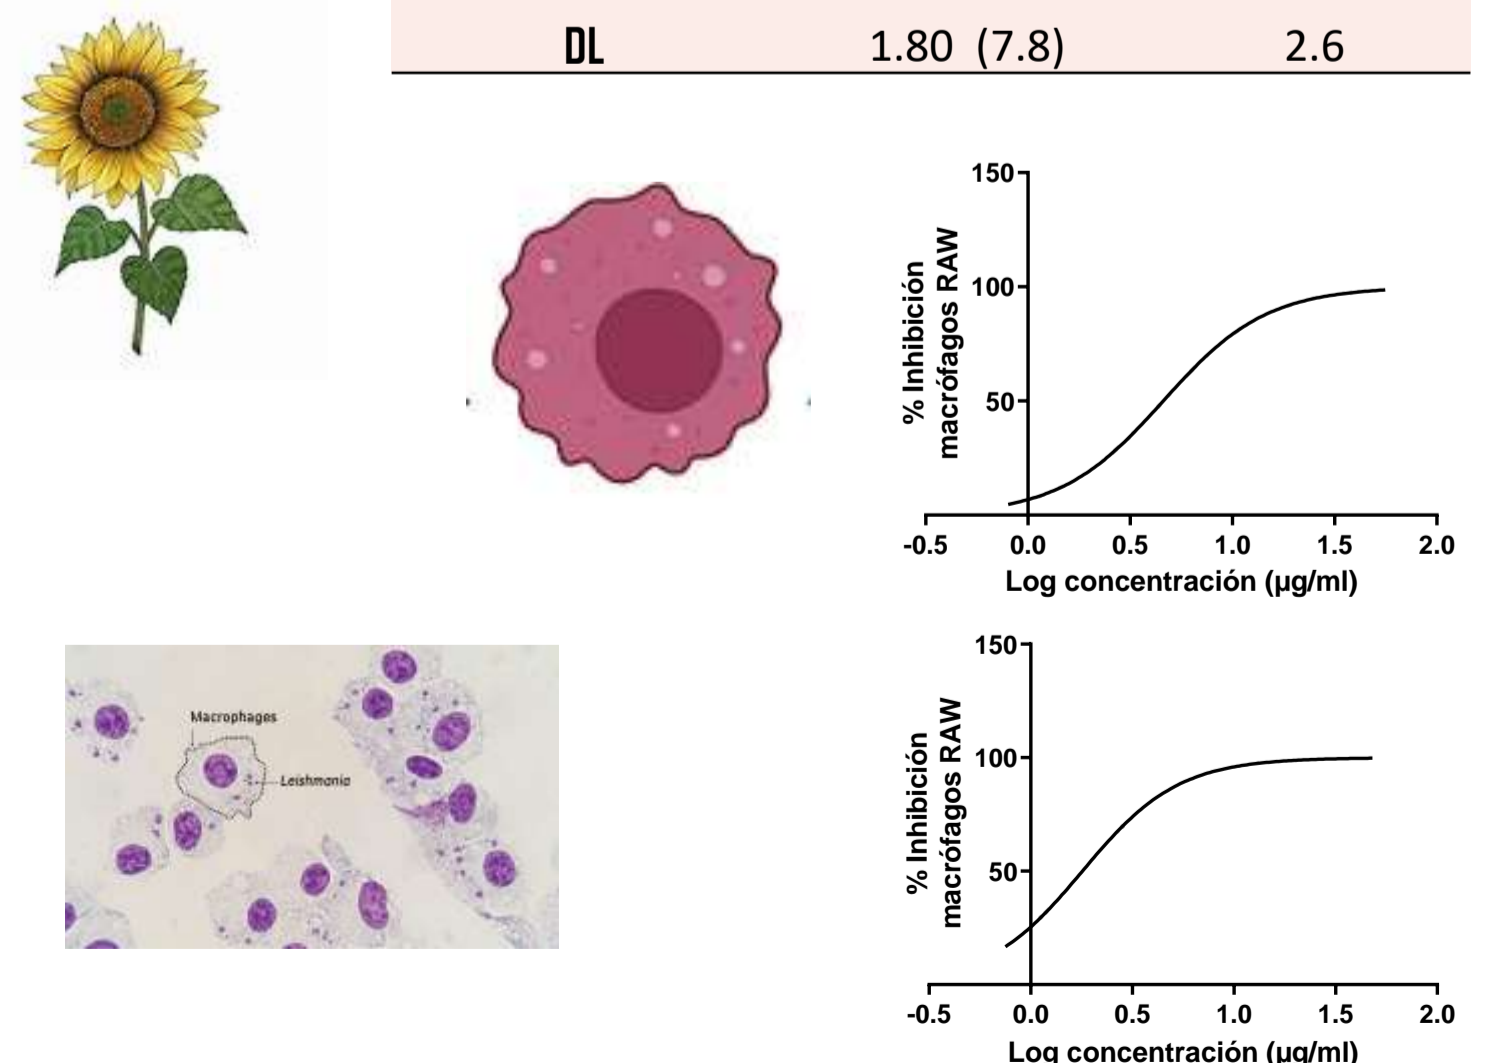 DL 1.80 (7.8) 2.6
150
100
50
% Inhibición
macrófagos RAW
-0.5 0.0 0.5 1.0 1.5 2.0
Log concentración (µg/ml)
Macrophages
Leishmania
150
100
50
% Inhibición
macrófagos RAW
-0.5 0.0 0.5 1.0 1.5 2.0
Log concentración (µg/ml)